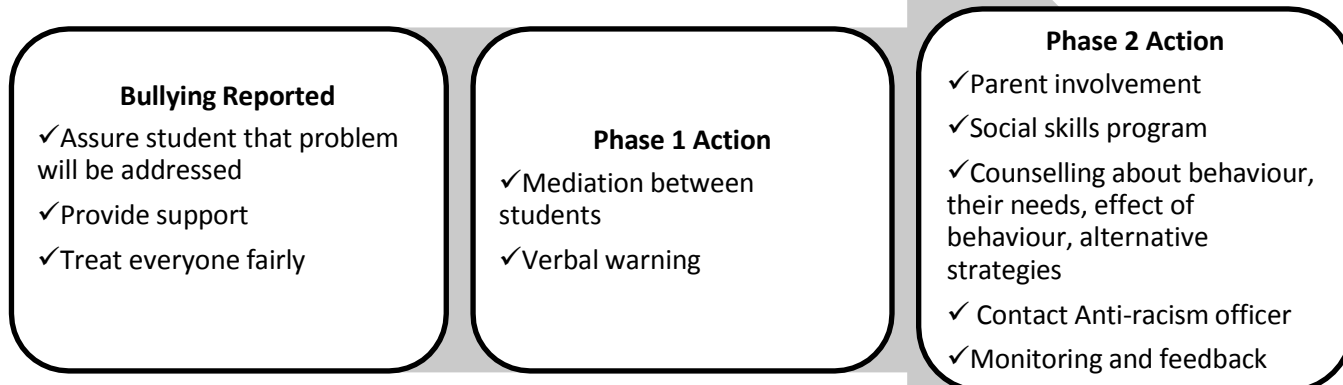 Bullying Reported
✓Assure student that problem
will be addressed
✓Provide support
✓Treat everyone fairly
Phase 1 Action
✓Mediation between
students
✓Verbal warning
Phase 2 Action
✓Parent involvement
✓Social skills program
✓Counselling about behaviour,
their needs, effect of
behaviour, alternative
strategies
✓ Contact Anti-racism officer
✓Monitoring and feedback